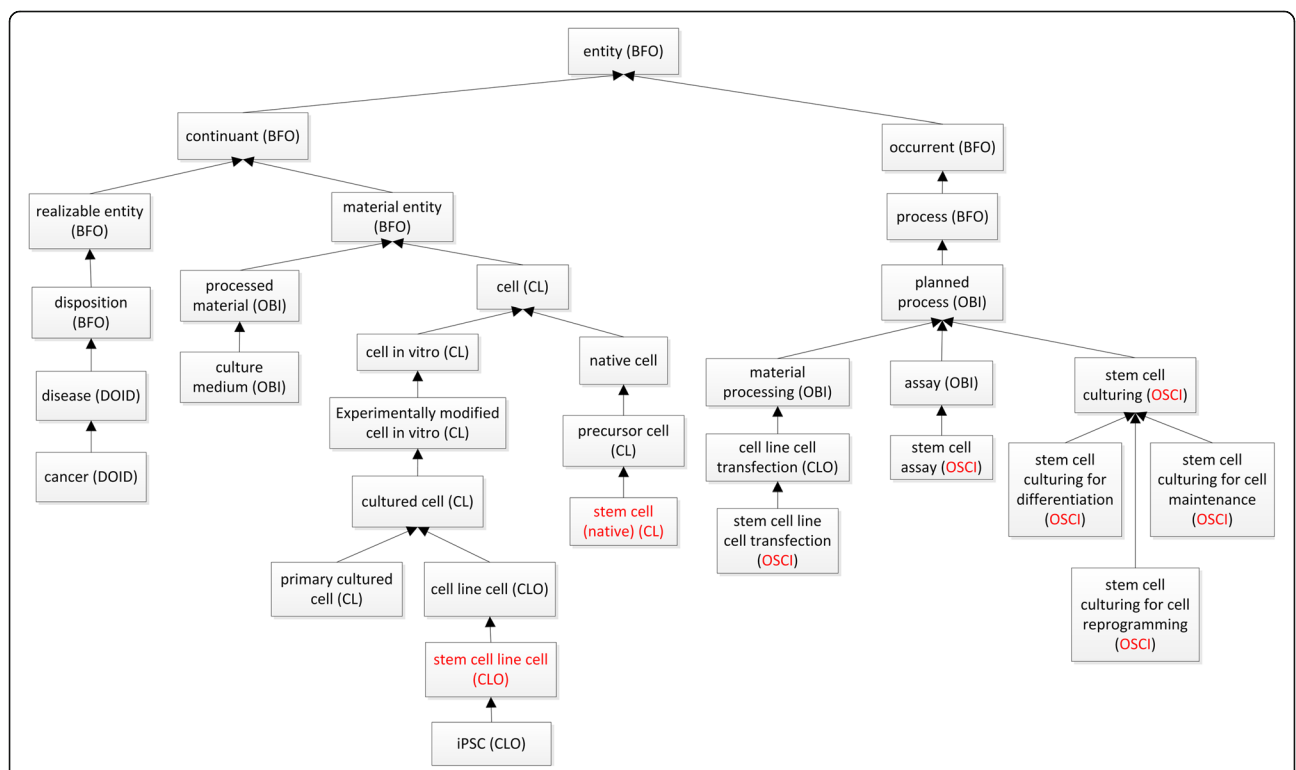 entity (BFO)
continuant (BFO)
occurrent (BFO)
realizable entity
(BFO)
material entity
(BFO)
process (BFO)
disposition
(BFO)
processed
material (OBI)
cell (CL)
planned
process (OBI)
disease (DOID)
culture
medium (OBI)
cell in vitro (CL)
native cell
material
processing (OBI)
assay (OBI)
stem cell
culturing (OSCI)
cancer (DOID)
Experimentally modified
cell in vitro (CL)
precursor cell
(CL)
cell line cell
transfection (CLO)
stem cell
assay (OSCI)
stem cell
culturing for
differentiation
(OSCI)
stem cell
culturing for cell
maintenance
(OSCI)
cultured cell (CL)
stem cell
(native) (CL)
stem cell line
cell transfection
(OSCI)
primary cultured
cell (CL)
cell line cell (CLO)
stem cell
culturing for cell
reprogramming
(OSCI)
stem cell line cell
(CLO)
iPSC (CLO)